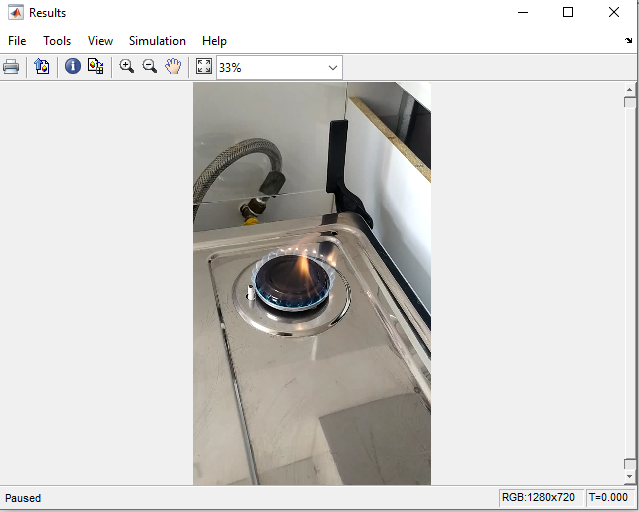 Results
File Tools View Simulation Help
33%
Paused RGB:1280x720 T=0.000